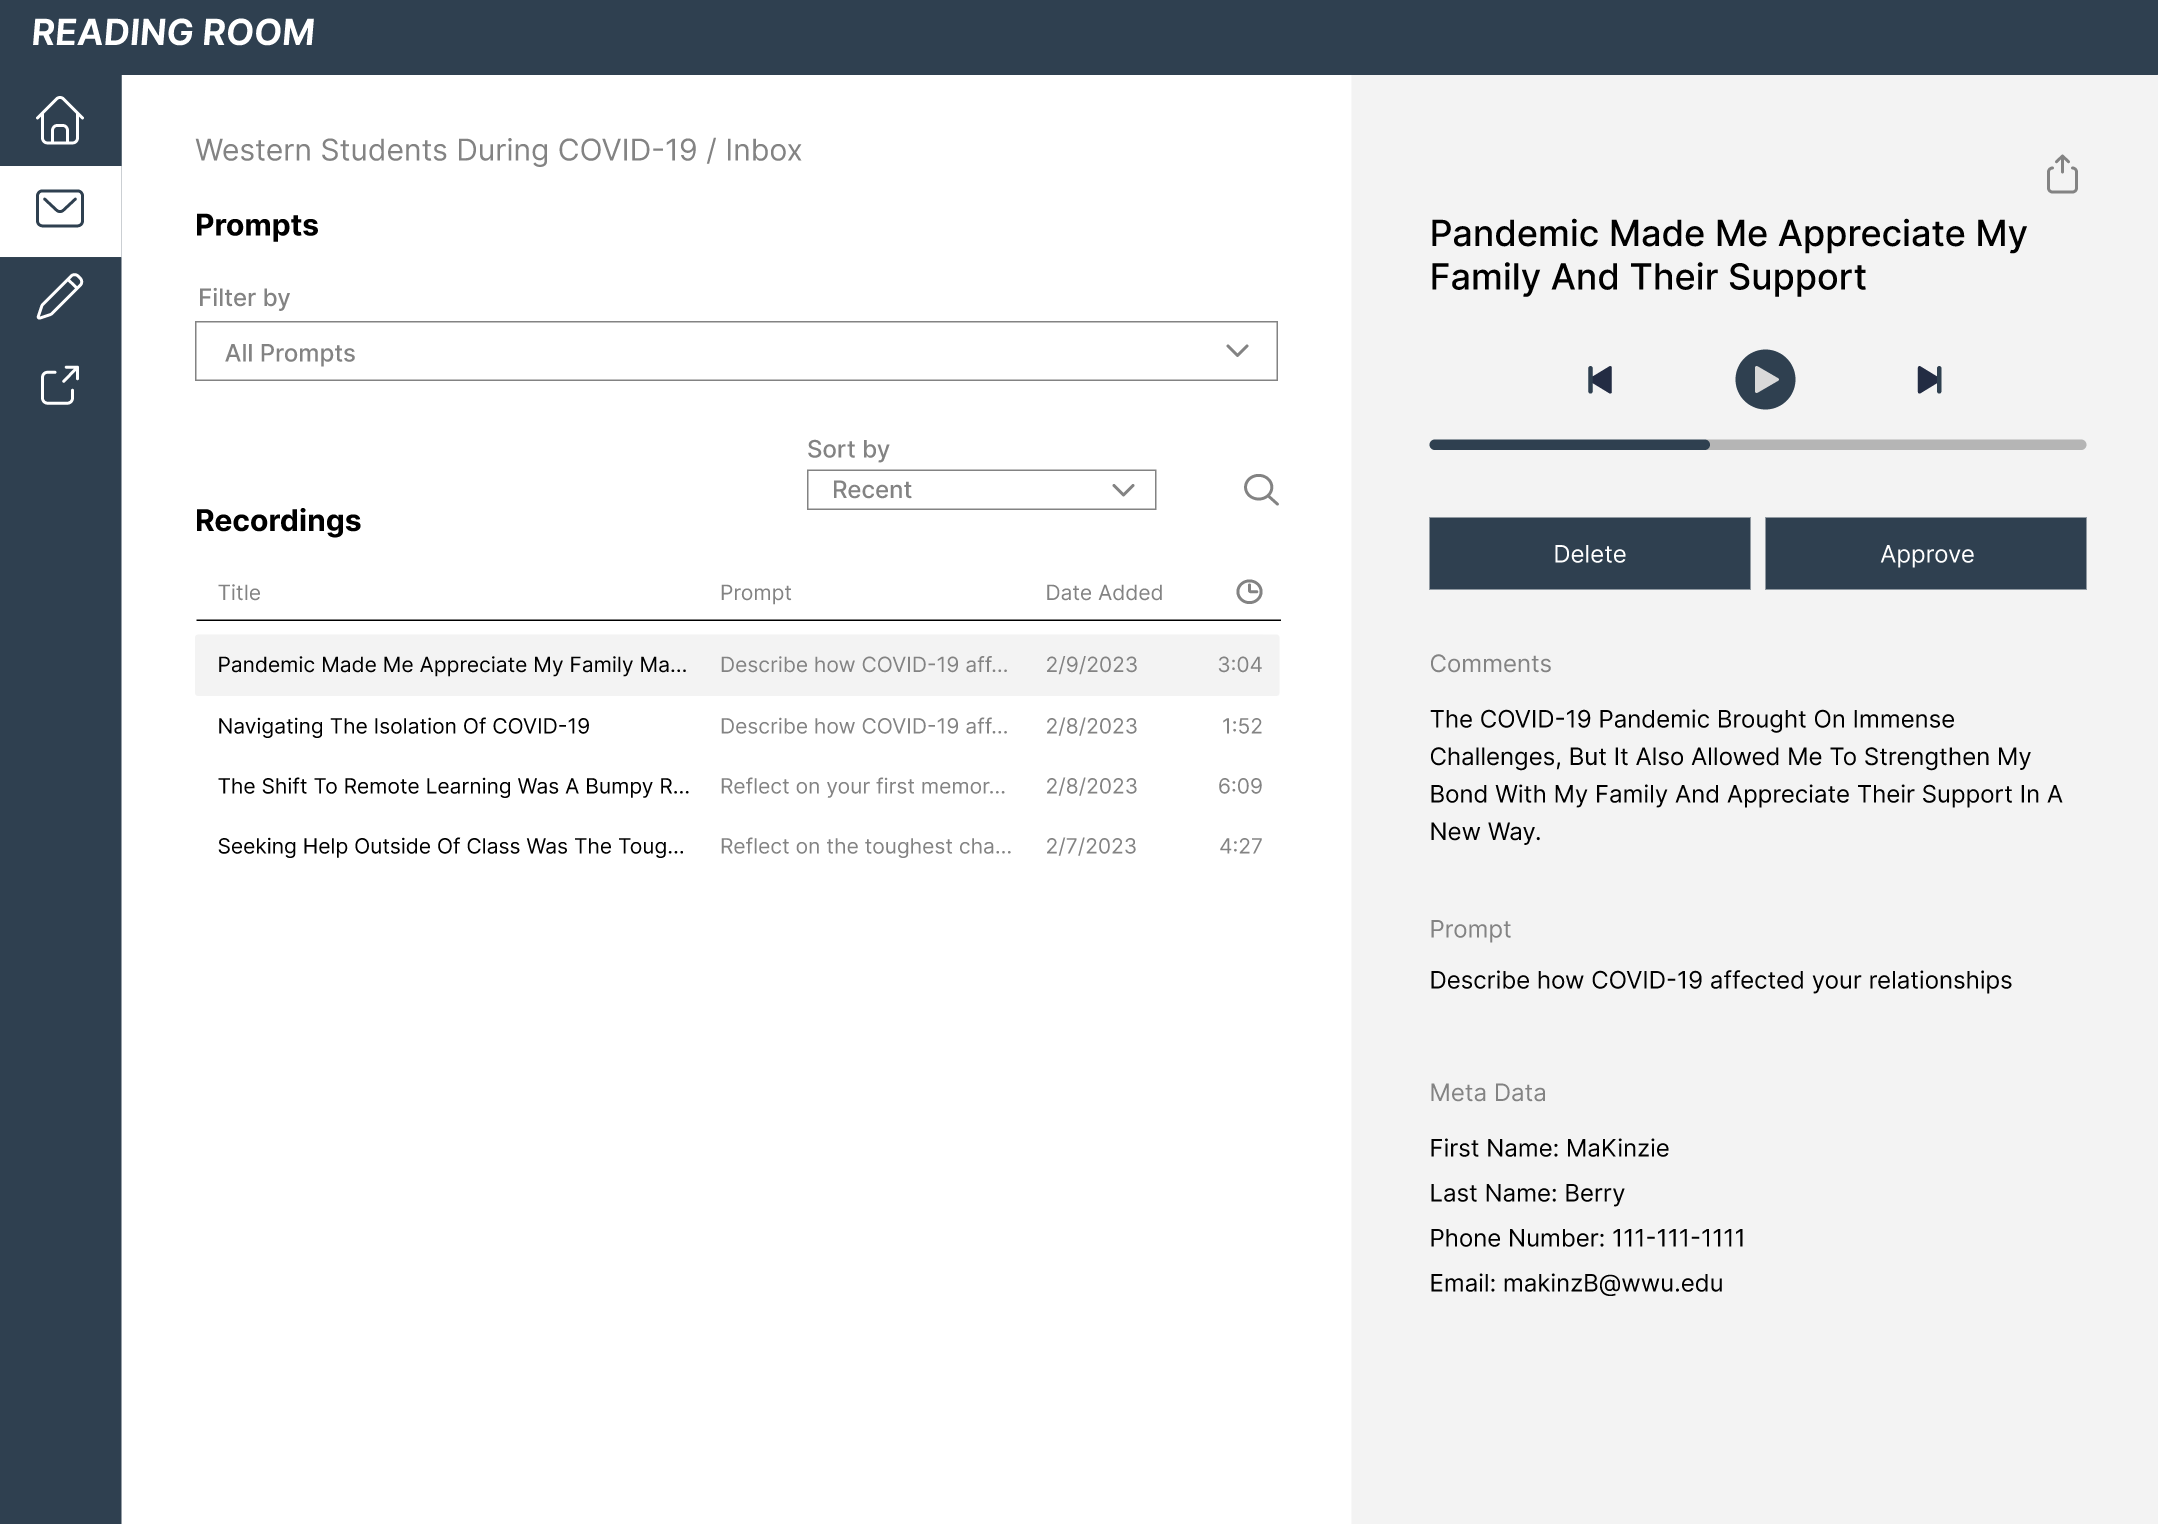 READING ROOM
Western Students During COVID-19 / Inbox
Prompts
Filter by
All Prompts
Sort by
Recent
Recordings
Title Prompt Date Added
Pandemic Made Me Appreciate My Family Ma... Describe how COVID-19 aff... 2/9/2023 3:04
Navigating The Isolation Of COVID-19 Describe how COVID-19 aff... 2/8/2023 1:52
The Shift To Remote Learning Was A Bumpy R... Reflect on your first memor... 2/8/2023 6:09
Seeking Help Outside Of Class Was The Toug... Reflect on the toughest cha... 2/7/2023 4:27
Pandemic Made Me Appreciate My
Family And Their Support
Delete Approve
Comments
The COVID-19 Pandemic Brought On Immense
Challenges, But It Also Allowed Me To Strengthen My
Bond With My Family And Appreciate Their Support In A
New Way.
Prompt
Describe how COVID-19 affected your relationships
Meta Data
First Name: MaKinzie
Last Name: Berry
Phone Number: 111-111-1111
Email: makinzB@wwu.edu